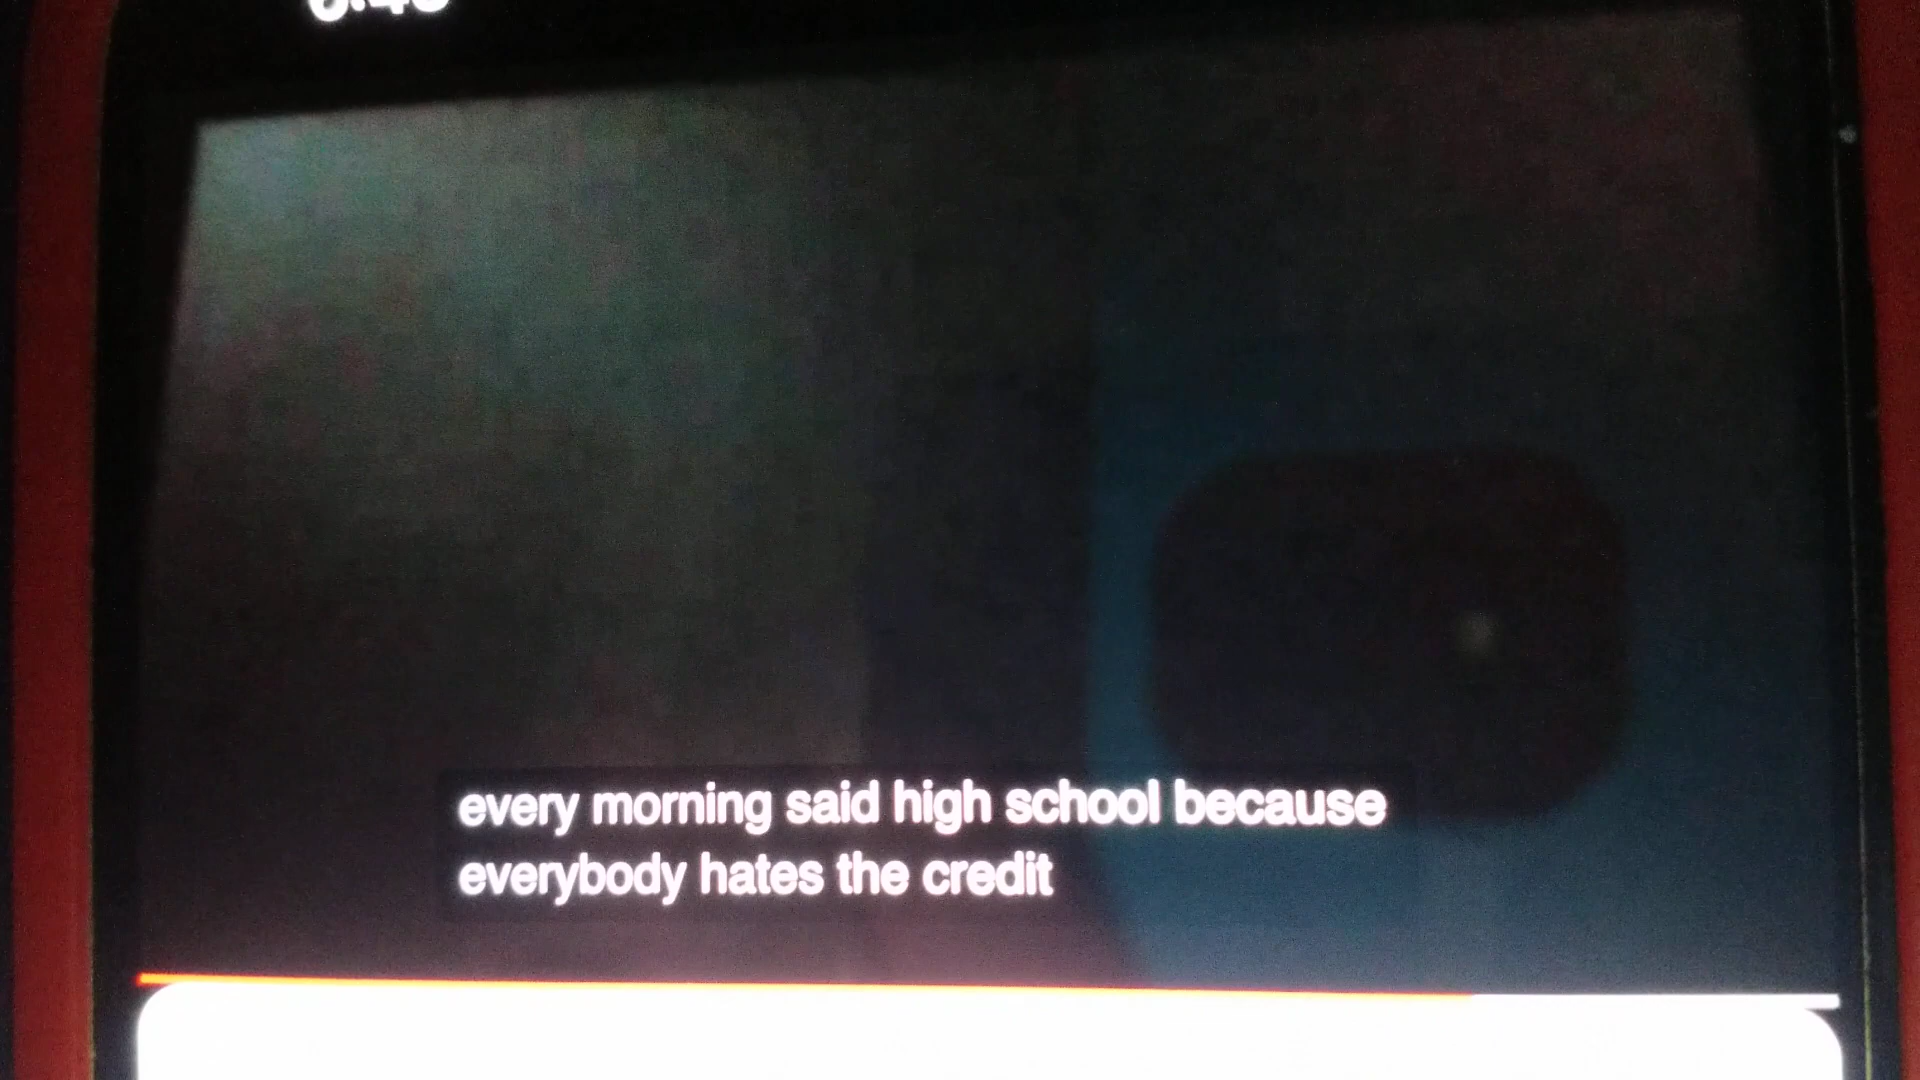 every morning said high school because
everybody hates the credit